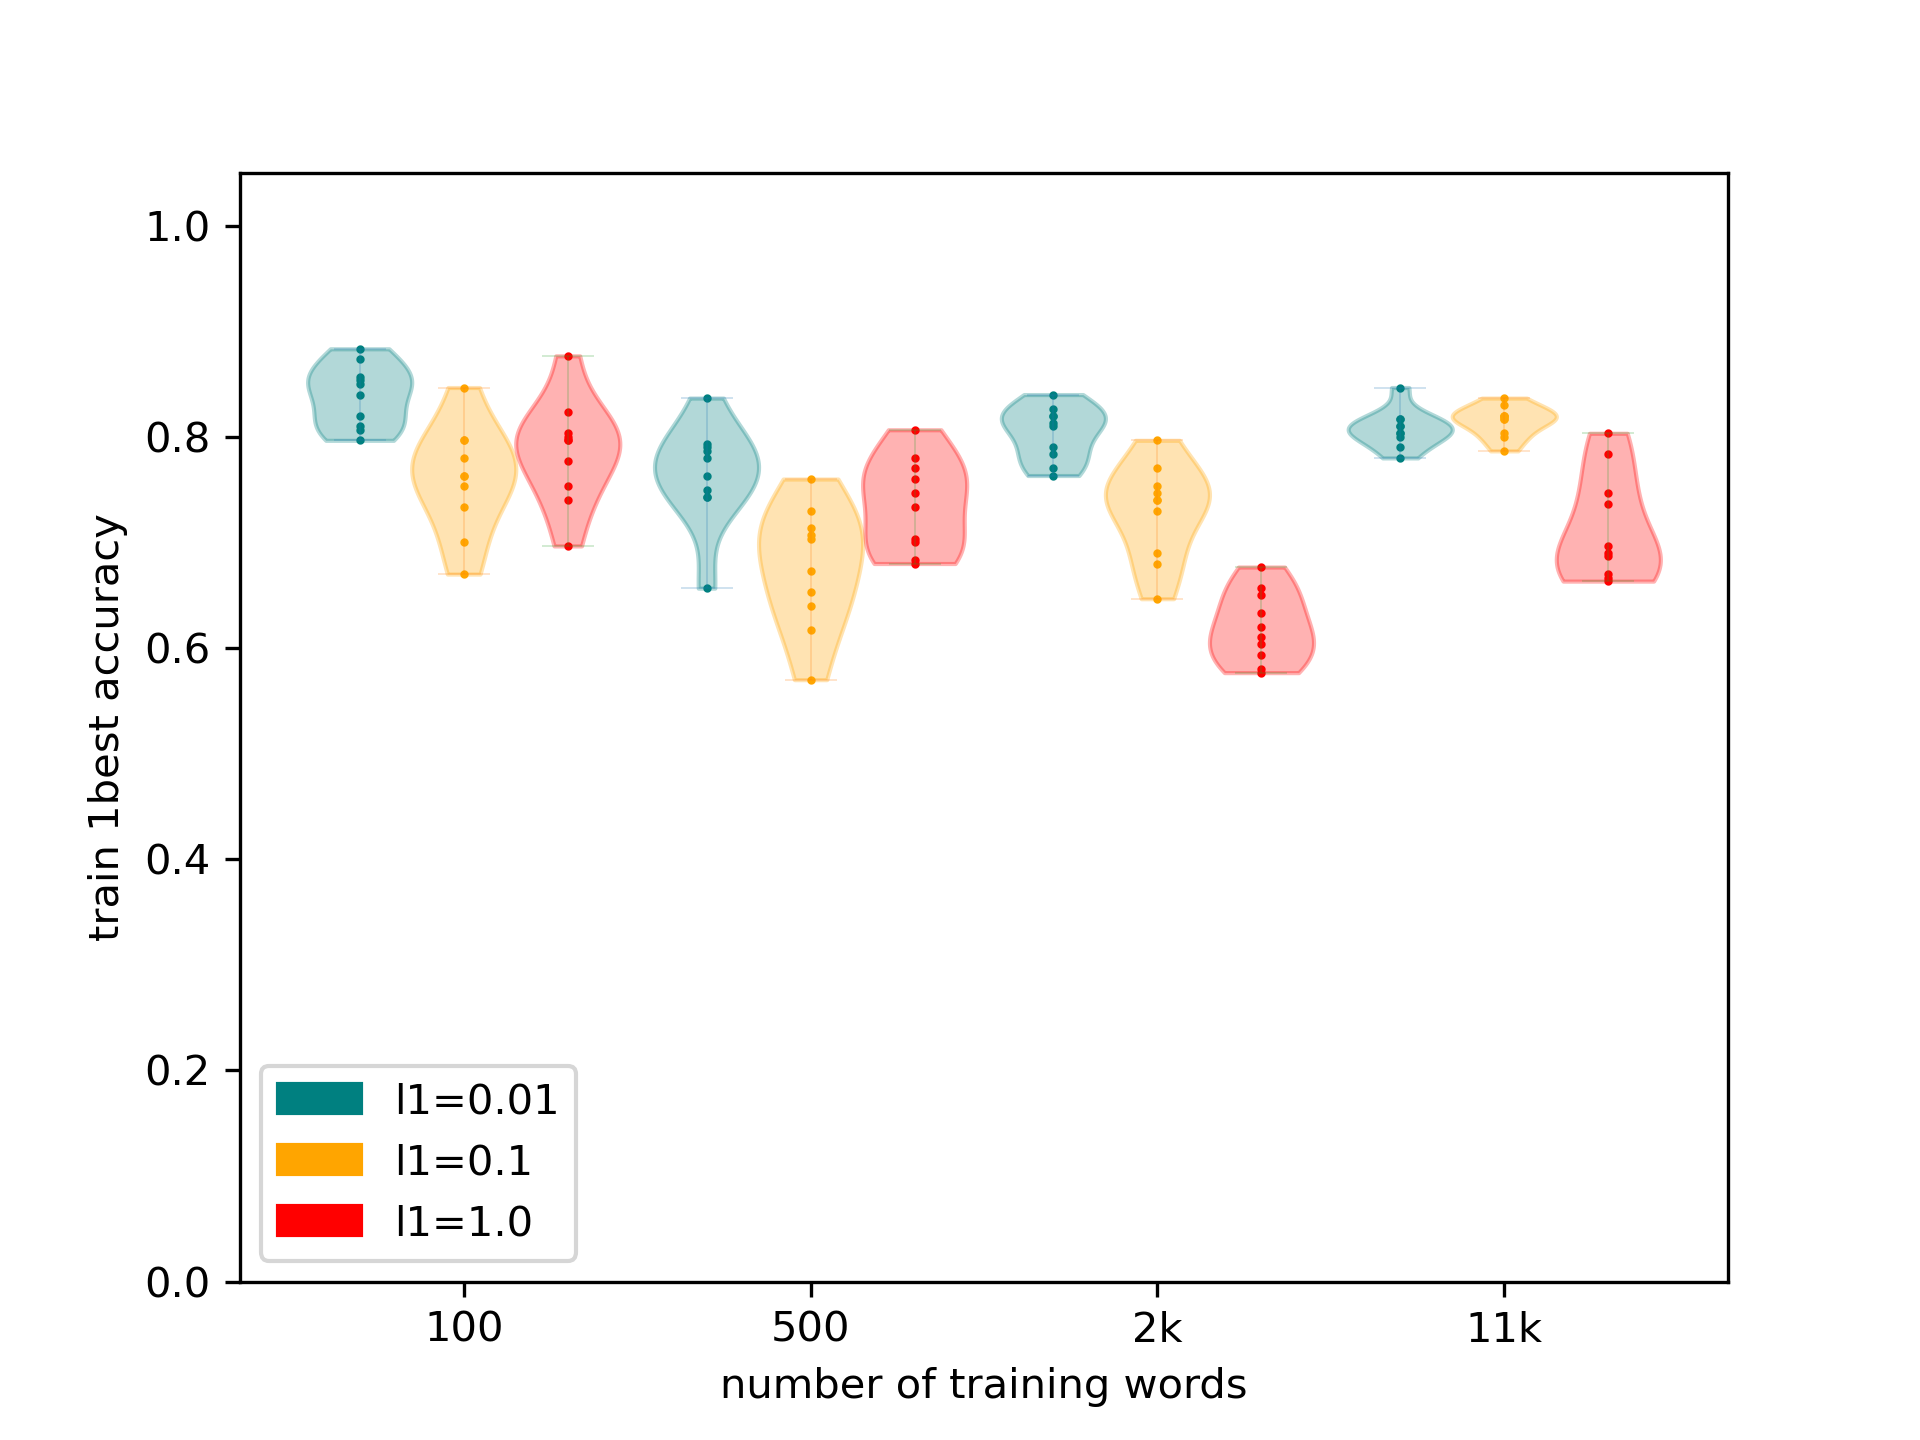 1.0
0.8
0.6
0.4
0.2
0.0
train 1best accuracy
l1=0.01
l1=0.1
l1=1.0
100 500 2k 11k
number of training words